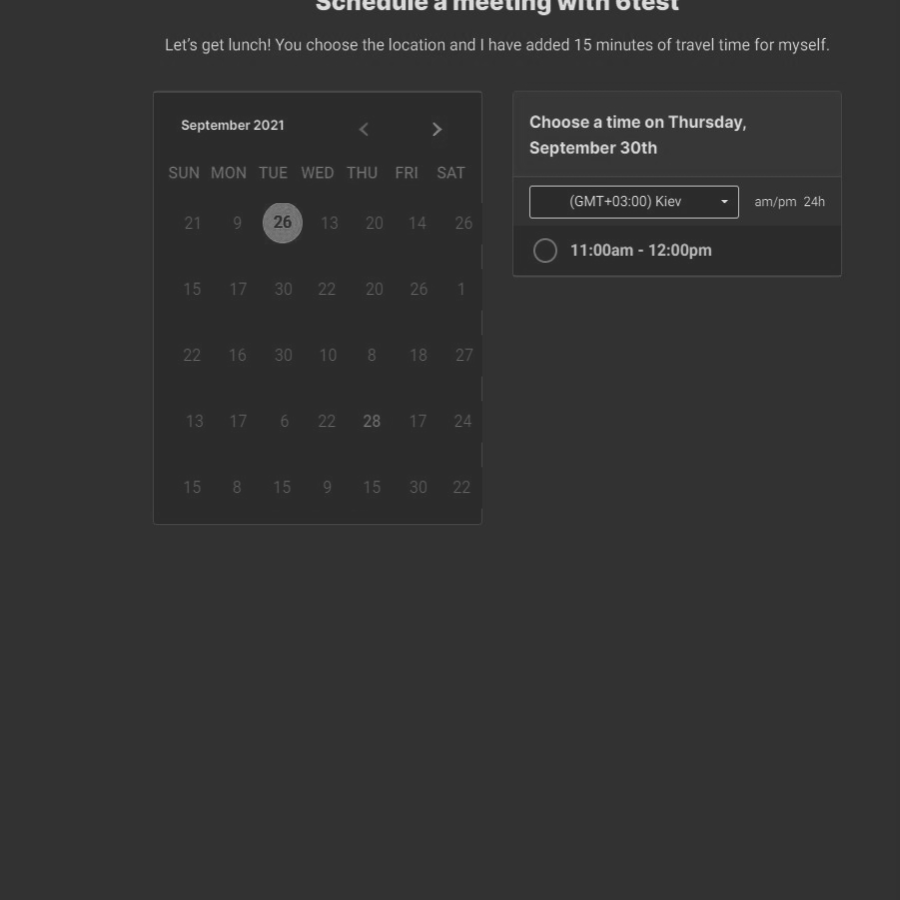 Schedule a meeting with 6test
Let's get lunch! You choose the location and I have added 15 minutes of travel time for myself.
September 2021
SUN MON TUE WED THU FRI SAT
21 9 26 13 20 14 26
15 17 30 22 20 26 1
22 16 30 10 8 18 27
13 17 6 22 28 17 24
15 8 15 9 15 30 22
Choose a time on Thursday,
September 30th
(GMT+03:00) Kiev am/pm 24h
11:00am - 12:00pm